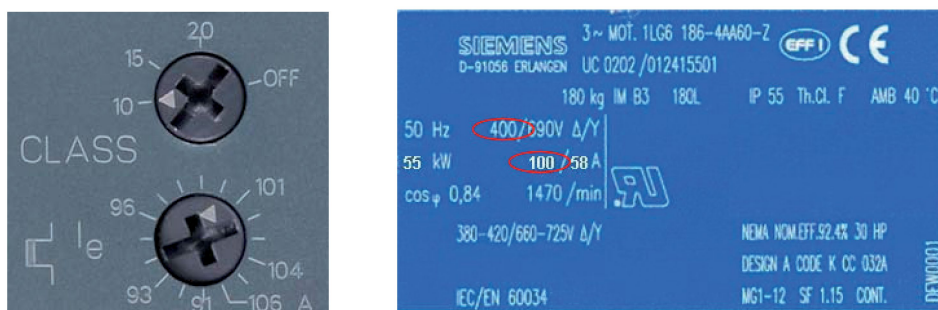 20
15
OFF
10
CLASS
101
96
Ie
104
93
91
106 A
SIEMENS
D-91056 ERLANGEN
3~ MOT. 1LG6 186-4AA60-Z
UC 0202 /012415501
EFF I
CE
180 kg IM B3 180L IP 55 Th.Cl. F AMB 40 °C
50 Hz 400/690V Δ/Y
55 kW 100/58 A
cosφ 0,84 1470/min
380-420/660-725V Δ/Y
IEC/EN 60034
NEMA NOM.EFF.92.4% 30 HP
DESIGN A CODE K CC 032A
MG1-12 SF 1.15 CONT.
DEW0001